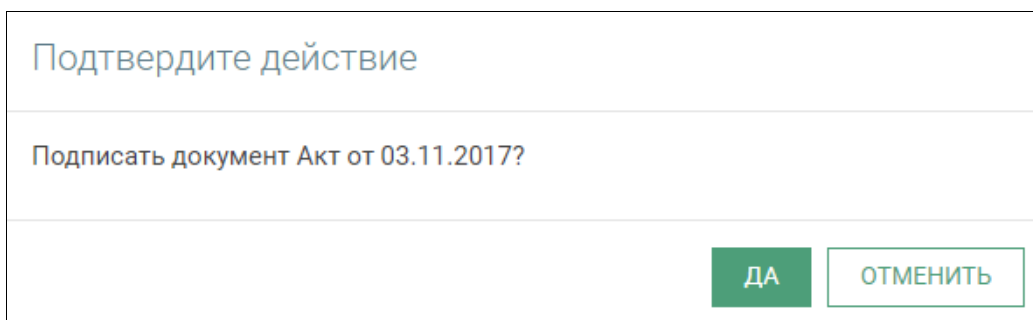 Подтвердите действие
Подписать документ Акт от 03.11.2017?
ДА ОТМЕНИТЬ